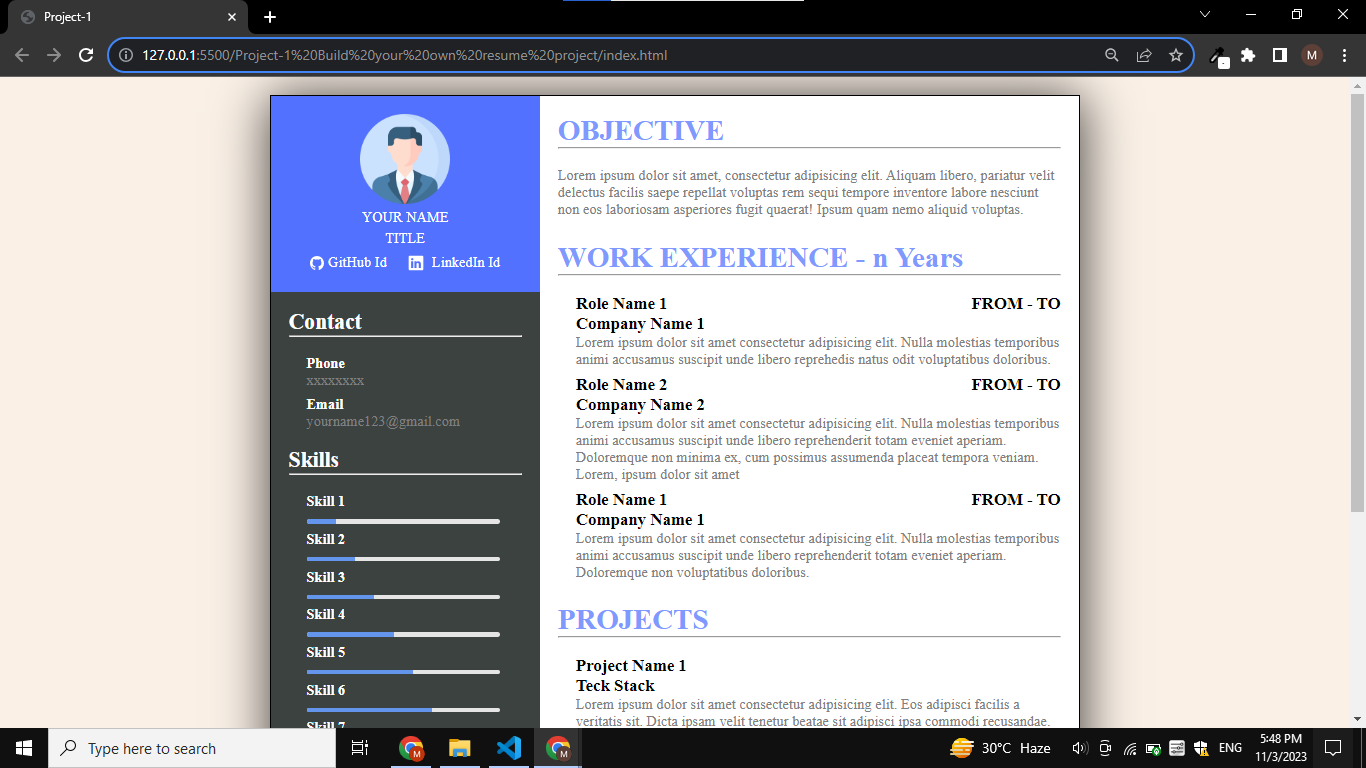 Project-1
127.0.0.1:5500/Project-1%20Build%20your%20own%20resume%20project/index.html
M
YOUR NAME
TITLE
GitHub Id
LinkedIn Id
Contact
Phone
xxxxxxxx
Email
yourname123@gmail.com
Skills
Skill 1
Skill 2
Skill 3
Skill 4
Skill 5
Skill 6
Skill 7
OBJECTIVE
Lorem ipsum dolor sit amet, consectetur adipisicing elit. Aliquam libero, pariatur velit
delectus facilis saepe repellat voluptas rem sequi tempore inventore labore nesciunt
non eos laboriosam asperiores fugit quaerat! Ipsum quam nemo aliquid voluptas.
WORK EXPERIENCE - n Years
Role Name 1 FROM - TO
Company Name 1
Lorem ipsum dolor sit amet consectetur adipisicing elit. Nulla molestias temporibus
animi accusamus suscipit unde libero reprehedis natus odit voluptatibus doloribus.
Role Name 2 FROM - TO
Company Name 2
Lorem ipsum dolor sit amet consectetur adipisicing elit. Nulla molestias temporibus
animi accusamus suscipit unde libero reprehenderit totam eveniet aperiam.
Doloremque non minima ex, cum possimus assumenda placeat tempora veniam.
Lorem, ipsum dolor sit amet
Role Name 1 FROM - TO
Company Name 1
Lorem ipsum dolor sit amet consectetur adipisicing elit. Nulla molestias temporibus
animi accusamus suscipit unde libero reprehenderit totam eveniet aperiam.
Doloremque non voluptatibus doloribus.
PROJECTS
Project Name 1
Teck Stack
Lorem ipsum dolor sit amet consectetur adipisicing elit. Eos adipisci facilis a
veritatis sit. Dicta ipsam velit tenetur beatae sit adipisci ipsa commodi recusandae.
Type here to search
M
M
30°C Haze
ENG
5:48 PM
11/3/2023